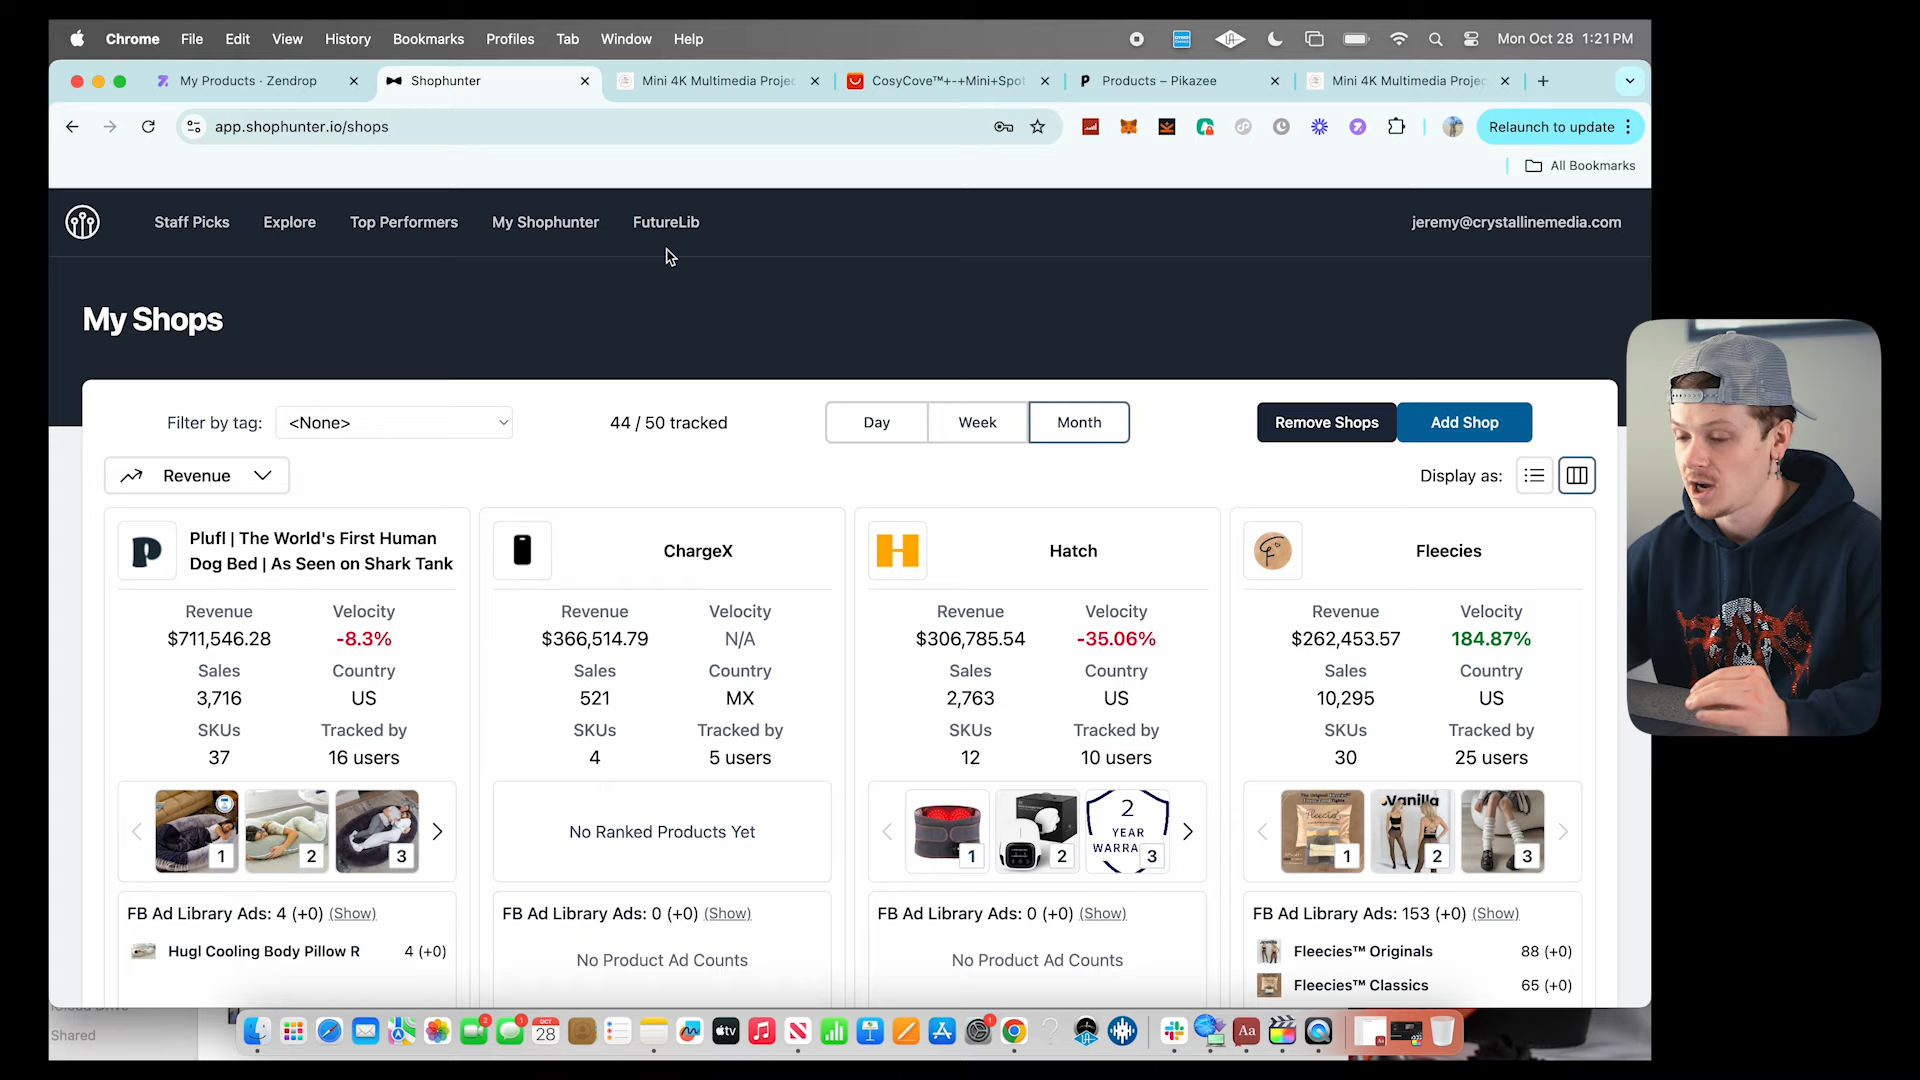 Chrome File Edit View History Bookmarks Profiles Tab Window Help
Mon Oct 28 1:21 PM
My Products · Zendrop
Shophunter
Mini 4K Multimedia Projec
CosyCove™+-+Mini+Spot
Products – Pikazee
Mini 4K Multimedia Projec
app.shophunter.io/shops
Relaunch to update
All Bookmarks
Staff Picks Explore Top Performers My Shophunter FutureLib
jeremy@crystallinemedia.com
My Shops
Filter by tag: <None> 44 / 50 tracked Day Week Month Remove Shops Add Shop
Revenue Display as:
Plufl | The World's First Human
Dog Bed | As Seen on Shark Tank
Revenue Velocity
$711,546.28 -8.3%
Sales Country
3,716 US
SKUs Tracked by
37 16 users
1 2 3
FB Ad Library Ads: 4 (+0) (Show)
Hugl Cooling Body Pillow R 4 (+0)
ChargeX
Revenue Velocity
$366,514.79 N/A
Sales Country
521 MX
SKUs Tracked by
4 5 users
No Ranked Products Yet
FB Ad Library Ads: 0 (+0) (Show)
No Product Ad Counts
H
Hatch
Revenue Velocity
$306,785.54 -35.06%
Sales Country
2,763 US
SKUs Tracked by
12 10 users
2
YEAR
WARRA
1 2 3
FB Ad Library Ads: 0 (+0) (Show)
No Product Ad Counts
Fleecies
Revenue Velocity
$262,453.57 184.87%
Sales Country
10,295 US
SKUs Tracked by
30 25 users
Vanilla
1 2 3
FB Ad Library Ads: 153 (+0) (Show)
Fleecies™ Originals 88 (+0)
Fleecies™ Classics 65 (+0)
Shared
2
1
OCT
28
tv
1
Aa